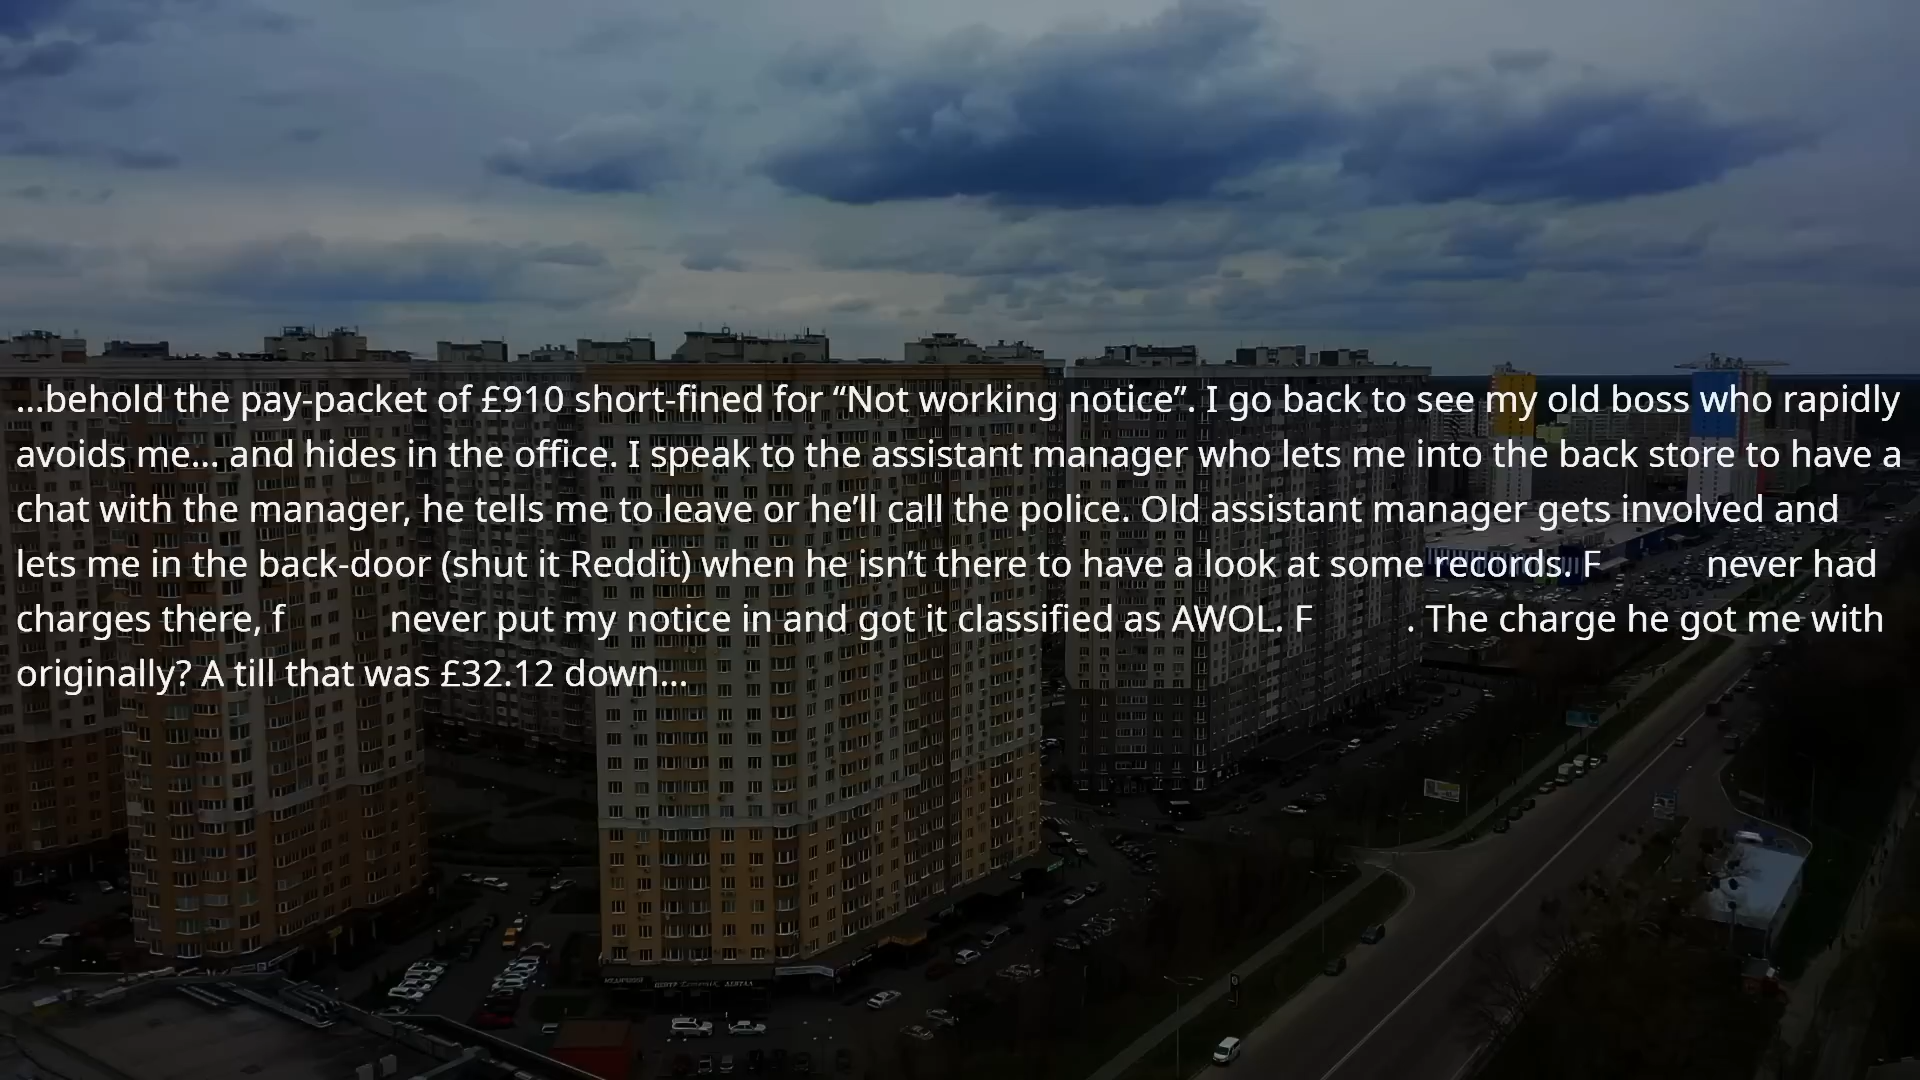 ...behold the pay-packet of £910 short-fined for “Not working notice”. I go back to see my old boss who rapidly
avoids me... and hides in the office. I speak to the assistant manager who lets me into the back store to have a
chat with the manager, he tells me to leave or he’ll call the police. Old assistant manager gets involved and
lets me in the back-door (shut it Reddit) when he isn’t there to have a look at some records. F never had
charges there, f never put my notice in and got it classified as AWOL. F . The charge he got me with
originally? A till that was £32.12 down...